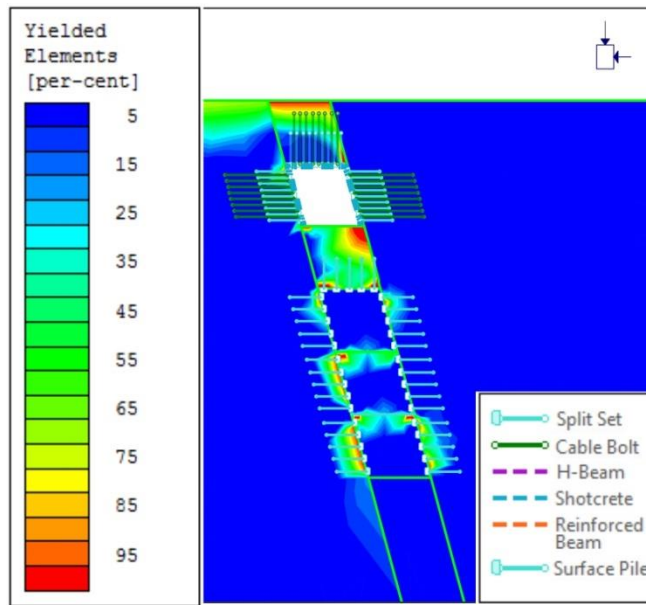 Yielded
Elements
[per-cent]
5
15
25
35
45
55
65
75
85
95
Split Set
Cable Bolt
H-Beam
Shotcrete
Reinforced
Beam
Surface Pile